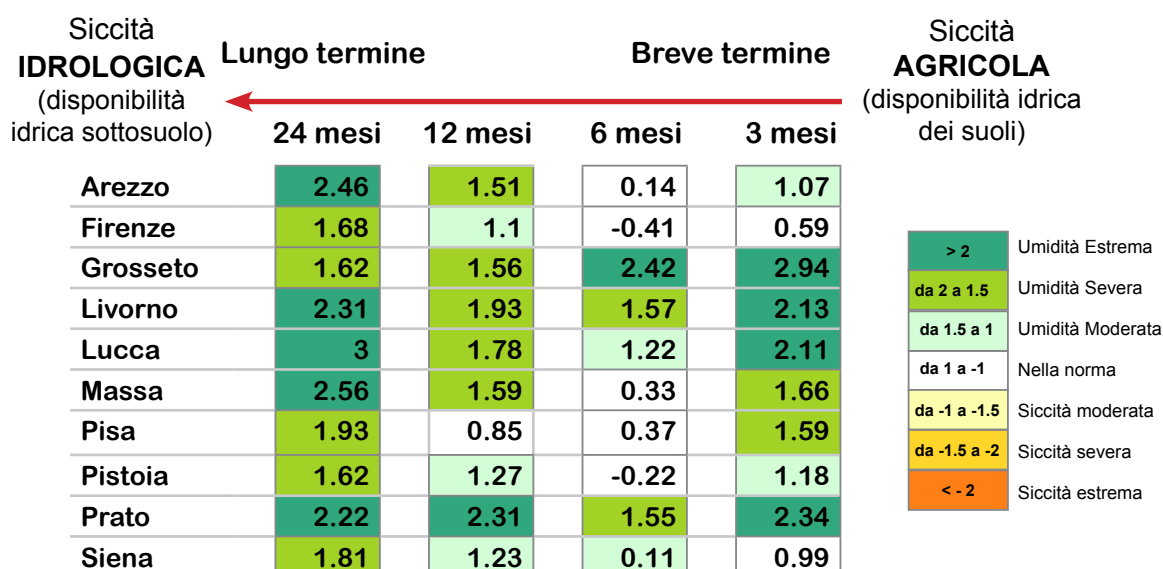 Siccità
IDROLOGICA
(disponibilità
idrica sottosuolo)
Lungo termine
Breve termine
Siccità
AGRICOLA
(disponibilità idrica
dei suoli)
24 mesi 12 mesi 6 mesi 3 mesi
Arezzo 2.46 1.51 0.14 1.07
Firenze 1.68 1.1 -0.41 0.59
Grosseto 1.62 1.56 2.42 2.94
Livorno 2.31 1.93 1.57 2.13
Lucca 3 1.78 1.22 2.11
Massa 2.56 1.59 0.33 1.66
Pisa 1.93 0.85 0.37 1.59
Pistoia 1.62 1.27 -0.22 1.18
Prato 2.22 2.31 1.55 2.34
Siena 1.81 1.23 0.11 0.99
> 2 Umidità Estrema
da 2 a 1.5 Umidità Severa
da 1.5 a 1 Umidità Moderata
da 1 a -1 Nella norma
da -1 a -1.5 Siccità moderata
da -1.5 a -2 Siccità severa
< - 2 Siccità estrema